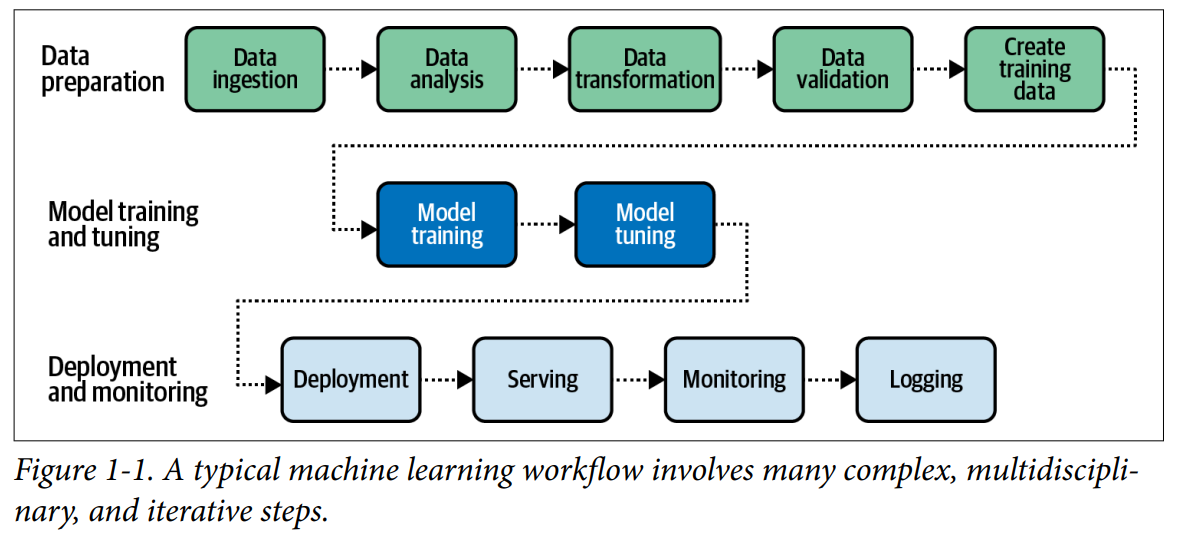 Data
preparation
Data
ingestion
Data
analysis
Data
transformation
Data
validation
Create
training
data
Model training
and tuning
Model
training
Model
tuning
Deployment
and monitoring
Deployment
Serving
Monitoring
Logging
Figure 1-1. A typical machine learning workflow involves many complex, multidiscipli-
nary, and iterative steps.